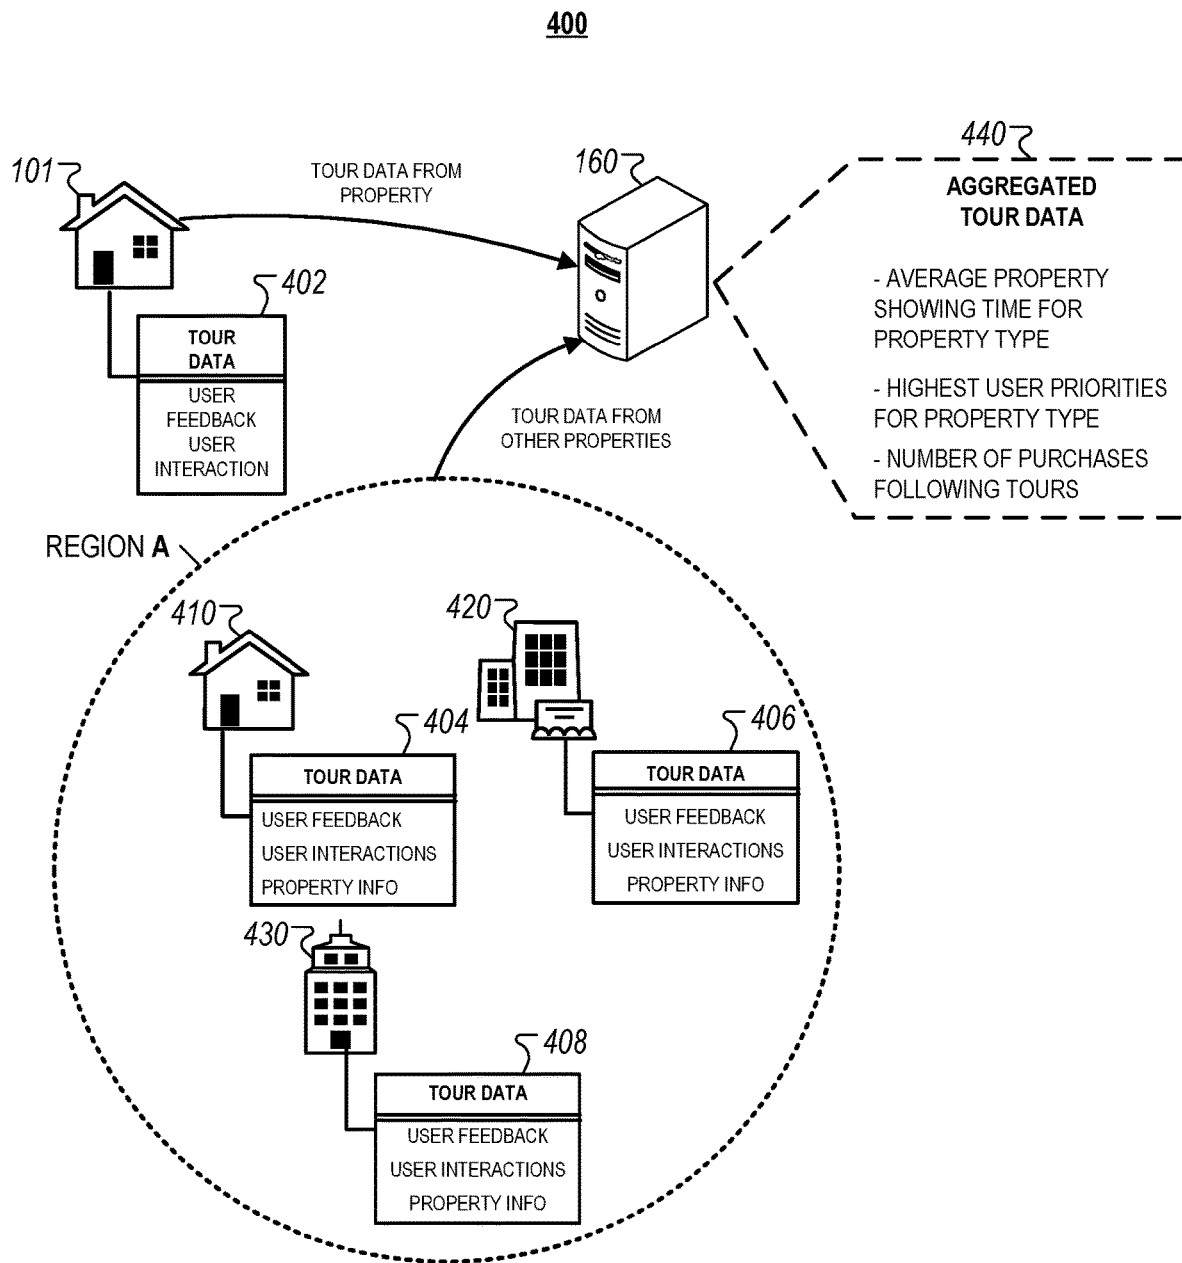 400
440
101
TOUR DATA FROM
PROPERTY
160
AGGREGATED
TOUR DATA
- AVERAGE PROPERTY
SHOWING TIME FOR
PROPERTY TYPE
- HIGHEST USER PRIORITIES
FOR PROPERTY TYPE
- NUMBER OF PURCHASES
FOLLOWING TOURS
402
TOUR
DATA
USER
FEEDBACK
USER
INTERACTION
TOUR DATA FROM
OTHER PROPERTIES
REGION A
410
420
404
TOUR DATA
USER FEEDBACK
USER INTERACTIONS
PROPERTY INFO
406
TOUR DATA
USER FEEDBACK
USER INTERACTIONS
PROPERTY INFO
430
408
TOUR DATA
USER FEEDBACK
USER INTERACTIONS
PROPERTY INFO